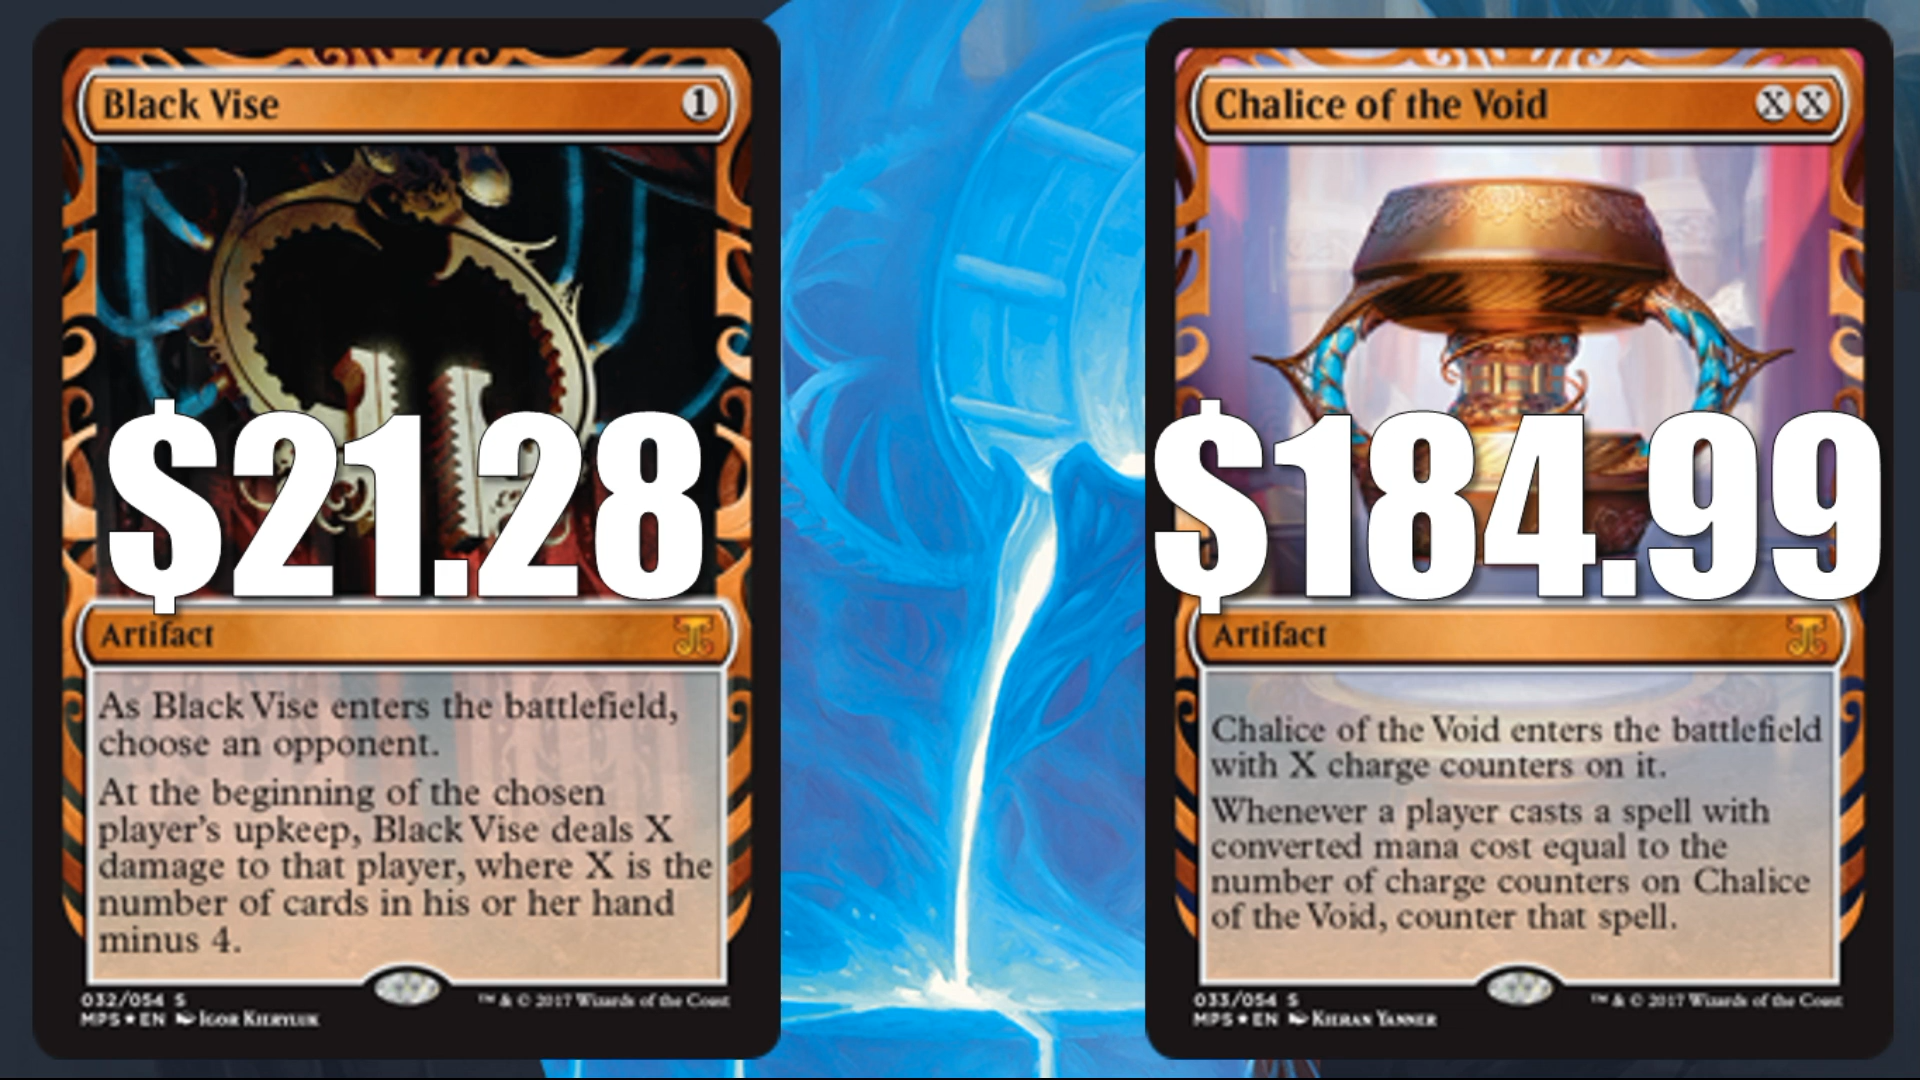 Black Vise 1
$21.28
Artifact
As Black Vise enters the battlefield,
choose an opponent.
At the beginning of the chosen
player's upkeep, Black Vise deals X
damage to that player, where X is the
number of cards in his or her hand
minus 4.
032/054 S
MPS★EN Igor Kieryluk
™ & © 2017 Wizards of the Coast
Chalice of the Void X X
$184.99
Artifact
Chalice of the Void enters the battlefield
with X charge counters on it.
Whenever a player casts a spell with
converted mana cost equal to the
number of charge counters on Chalice
of the Void, counter that spell.
033/054 S
MPS★EN Kieran Yanner
™ & © 2017 Wizards of the Coast